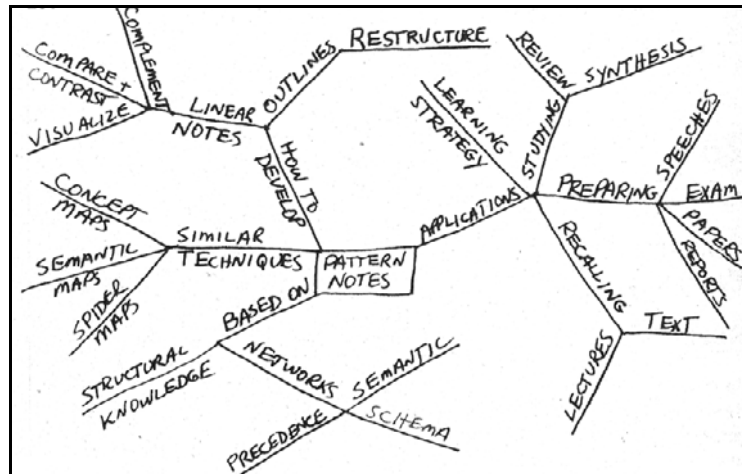 COMPLEMENT
COMPARE +
CONTRAST
VISUALIZE
LINEAR
NOTES
OUTLINES
RESTRUCTURE
HOW TO
DEVELOP
REVIEW
SYNTHESIS
LEARNING
STRATEGY
STUDYING
APPLICATIONS
PREPARING
SPEECHES
EXAM
PAPERS
REPORTS
RECALLING
TEXT
LECTURES
CONCEPT
MAPS
SEMANTIC
MAPS
SPIDER
MAPS
SIMILAR
TECHNIQUES
PATTERN
NOTES
BASED ON
STRUCTURAL
KNOWLEDGE
NETWORKS
SEMANTIC
SCHEMA
PRECEDENCE